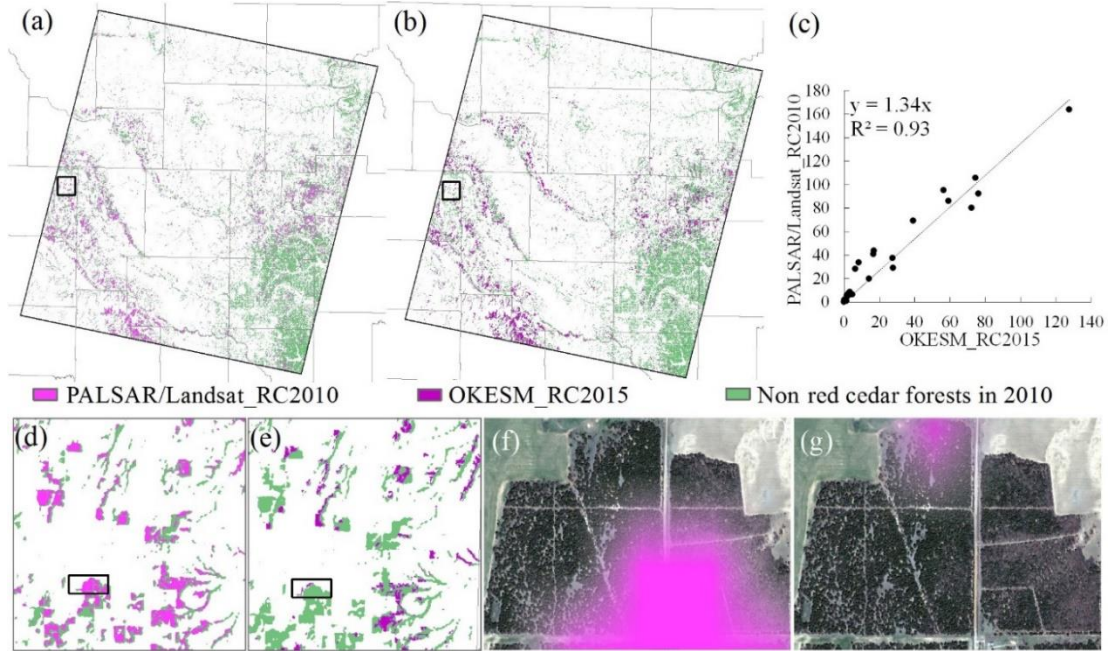 (a)
(b)
(c)
y = 1.34x
R² = 0.93
PALSAR/Landsat_RC2010
180
160
140
120
100
80
60
40
20
0
0 20 40 60 80 100 120 140
OKESM_RC2015
PALSAR/Landsat_RC2010 OKESM_RC2015 Non red cedar forests in 2010
(d) (e) (f) (g)